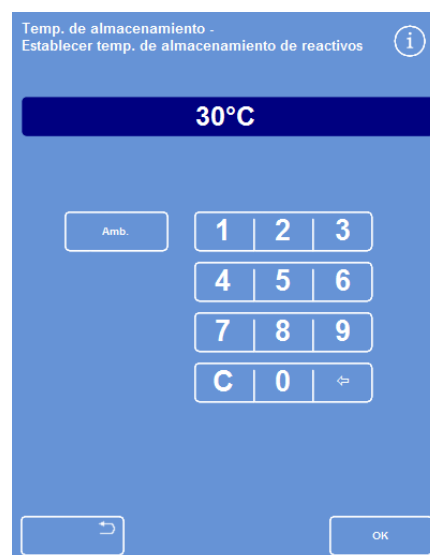 Temp. de almacenamiento -
Establecer temp. de almacenamiento de reactivos
i
30°C
Amb.
1 2 3
4 5 6
7 8 9
C 0 ⇦
OK